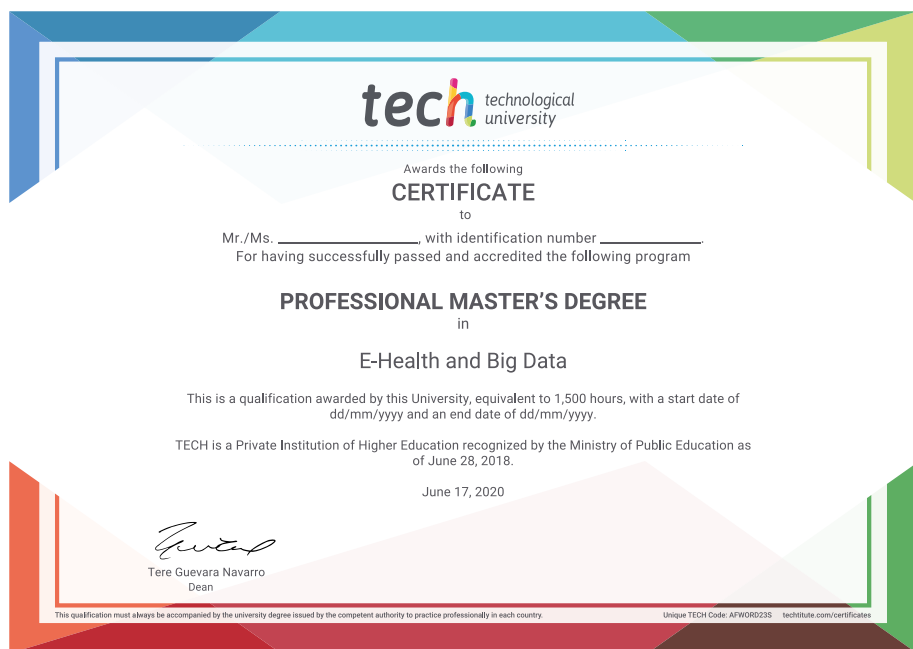 tech technological
university
Awards the following
CERTIFICATE
to
Mr./Ms. ____________________, with identification number ______________.
For having successfully passed and accredited the following program
PROFESSIONAL MASTER'S DEGREE
in
E-Health and Big Data
This is a qualification awarded by this University, equivalent to 1,500 hours, with a start date of
dd/mm/yyyy and an end date of dd/mm/yyyy.
TECH is a Private Institution of Higher Education recognized by the Ministry of Public Education as
of June 28, 2018.
June 17, 2020
Tere Guevara Navarro
Dean
This qualification must always be accompanied by the university degree issued by the competent authority to practice professionally in each country. Unique TECH Code: AFWORD23S techtitute.com/certificates